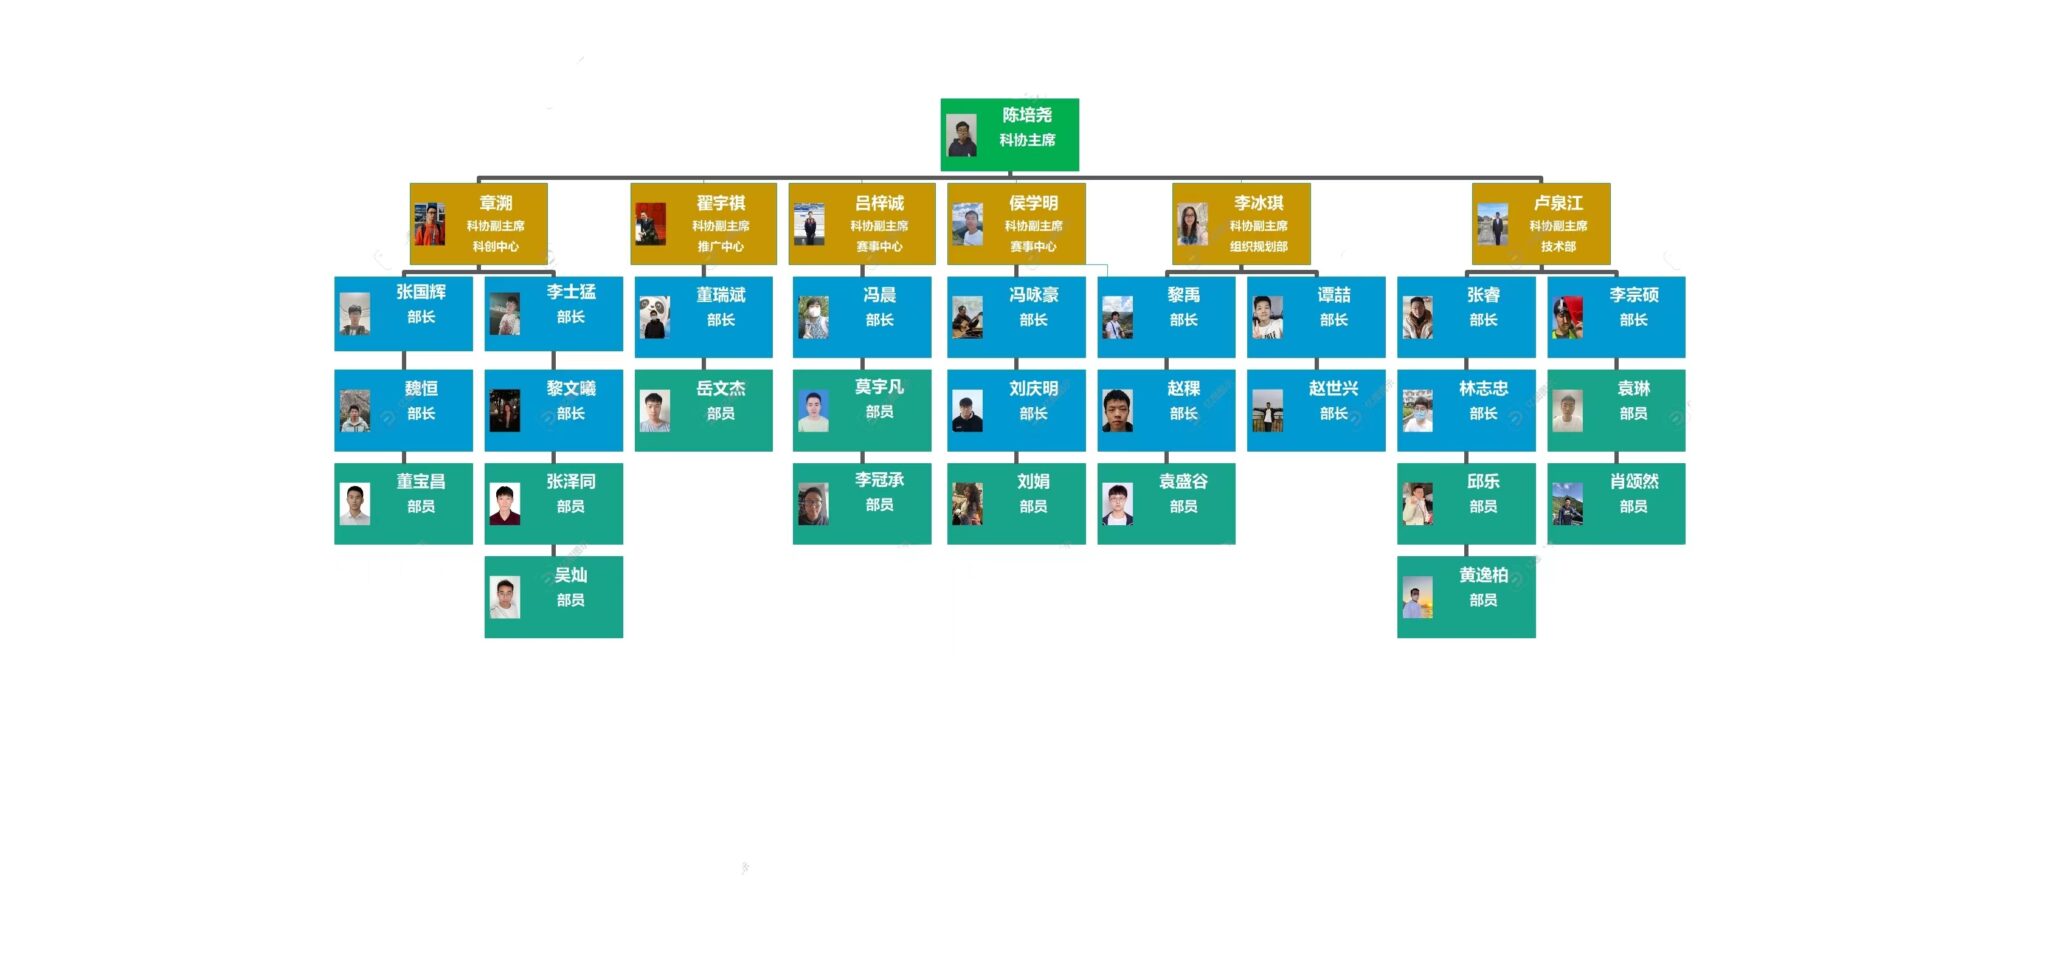 陈培尧
科协主席
章溯
科协副主席
科创中心
翟宇祺
科协副主席
推广中心
吕梓诚
科协副主席
赛事中心
侯学明
科协副主席
赛事中心
李冰琪
科协副主席
组织规划部
卢泉江
科协副主席
技术部
张国辉
部长
李士猛
部长
董瑞斌
部长
冯晨
部长
冯咏豪
部长
黎禹
部长
谭喆
部长
张睿
部长
李宗硕
部长
魏恒
部长
黎文曦
部长
岳文杰
部员
莫宇凡
部员
刘庆明
部长
赵稞
部长
赵世兴
部长
林志忠
部长
袁琳
部员
董宝昌
部员
张泽同
部员
李冠承
部员
刘娟
部员
袁盛谷
部员
邱乐
部员
肖颂然
部员
吴灿
部员
黄逸柏
部员